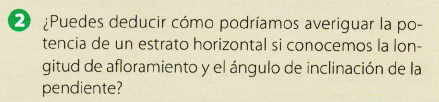 2 ¿Puedes deducir cómo podríamos averiguar la po-
tencia de un estrato horizontal si conocemos la lon-
gitud de afloramiento y el ángulo de inclinación de la
pendiente?